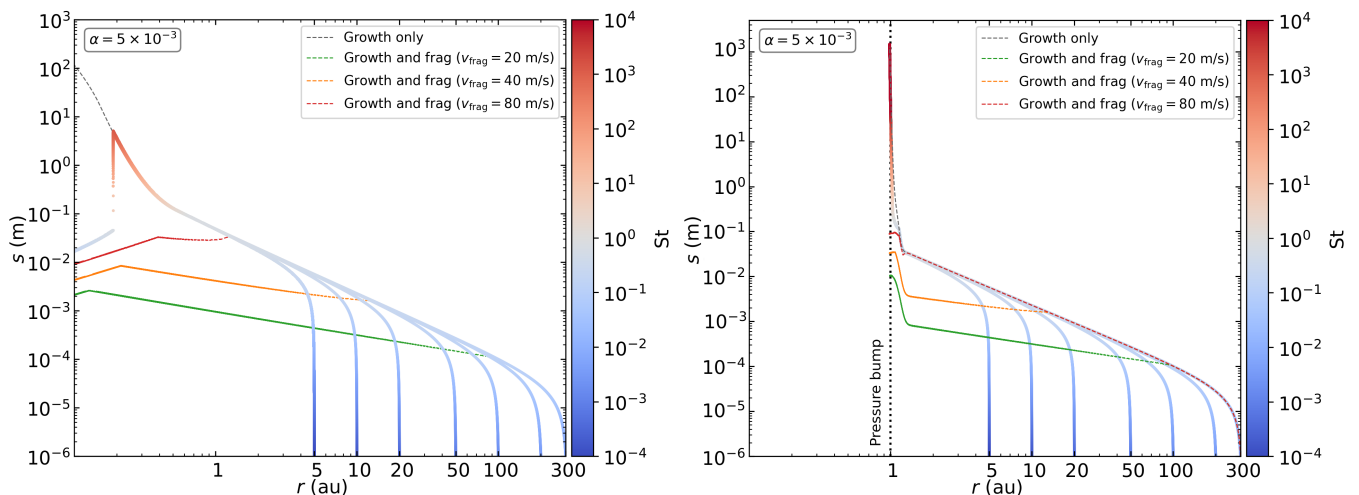 α = 5 × 10⁻³
Growth only
Growth and frag (v_frag = 20 m/s)
Growth and frag (v_frag = 40 m/s)
Growth and frag (v_frag = 80 m/s)
10³
10²
10¹
10⁰
10⁻¹
10⁻²
10⁻³
10⁻⁴
10⁻⁵
10⁻⁶
s (m)
1 5 10 20 50 100 300
r (au)
10⁴
10³
10²
10¹
10⁰
10⁻¹
10⁻²
10⁻³
10⁻⁴
St
α = 5 × 10⁻³
Growth only
Growth and frag (v_frag = 20 m/s)
Growth and frag (v_frag = 40 m/s)
Growth and frag (v_frag = 80 m/s)
10³
10²
10¹
10⁰
10⁻¹
10⁻²
10⁻³
10⁻⁴
10⁻⁵
10⁻⁶
s (m)
Pressure bump
1 5 10 20 50 100 300
r (au)
10⁴
10³
10²
10¹
10⁰
10⁻¹
10⁻²
10⁻³
10⁻⁴
St